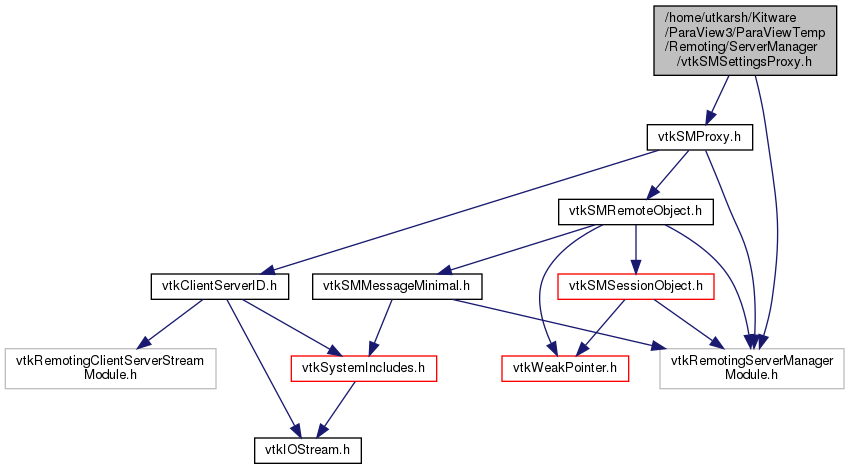 /home/utkarsh/Kitware
/ParaView3/ParaViewTemp
/Remoting/ServerManager
/vtkSMSettingsProxy.h
vtkSMProxy.h
vtkSMRemoteObject.h
vtkClientServerID.h
vtkSMMessageMinimal.h
vtkSMSessionObject.h
vtkRemotingClientServerStream
Module.h
vtkSystemIncludes.h
vtkWeakPointer.h
vtkRemotingServerManager
Module.h
vtkIOStream.h